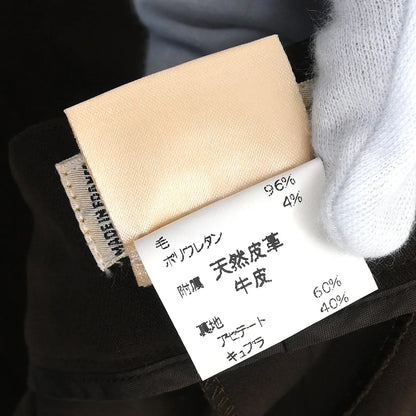 MADE IN FRANCE
毛 96%
ポリウレタン 4%
附属 天然皮革
牛皮
裏地
アセテート 60%
キュプラ 40%